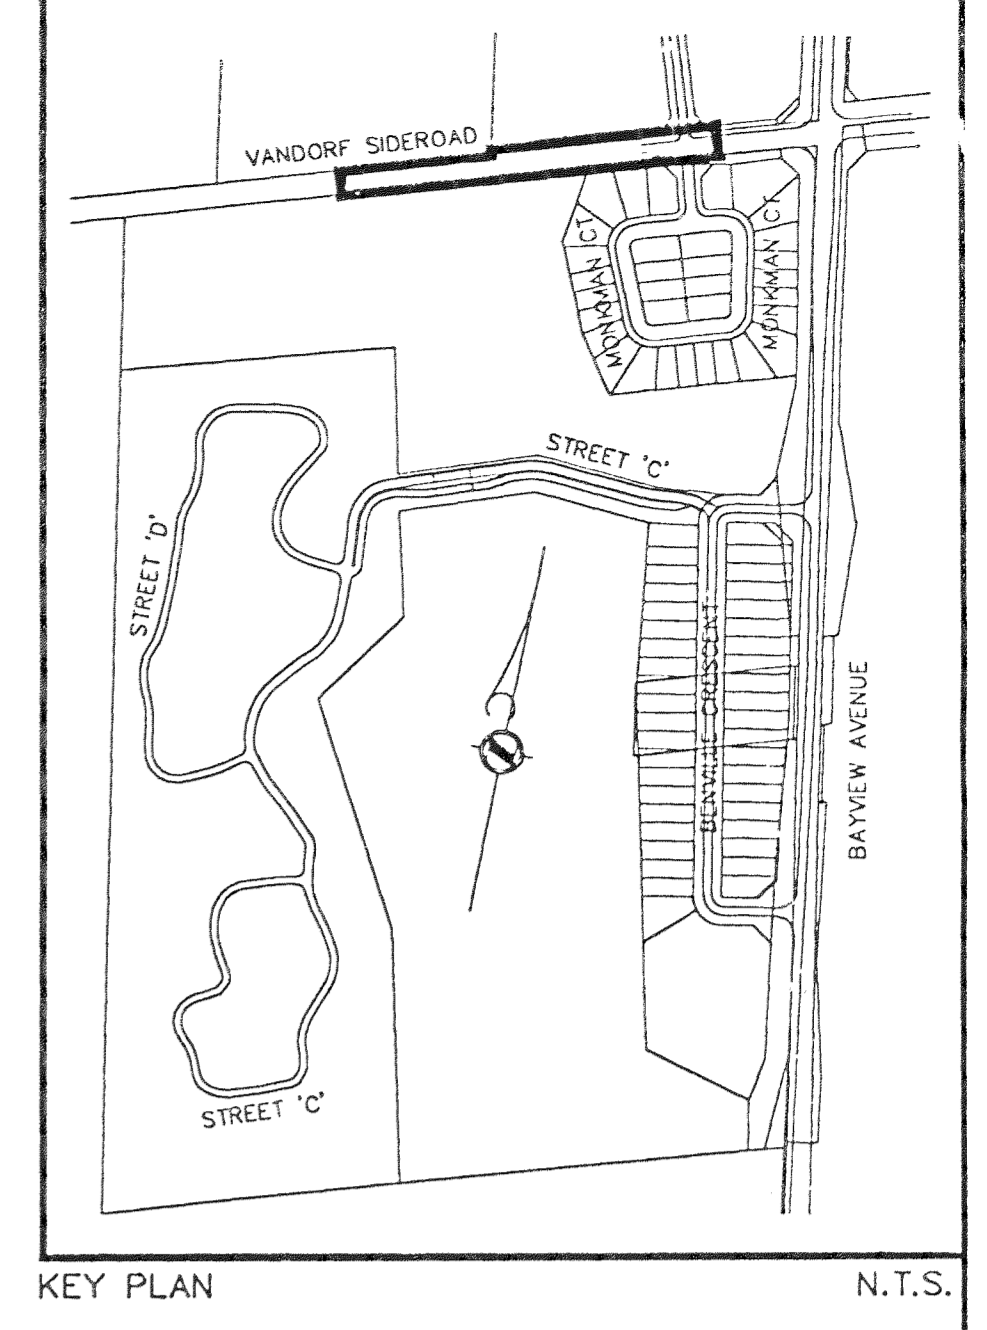 VANDORF SIDEROAD
MONKMAN CT
MONKMAN CT
STREET 'C'
STREET 'D'
BENVILLE CRESCENT
BAYVIEW AVENUE
STREET 'C'
KEY PLAN
N.T.S.